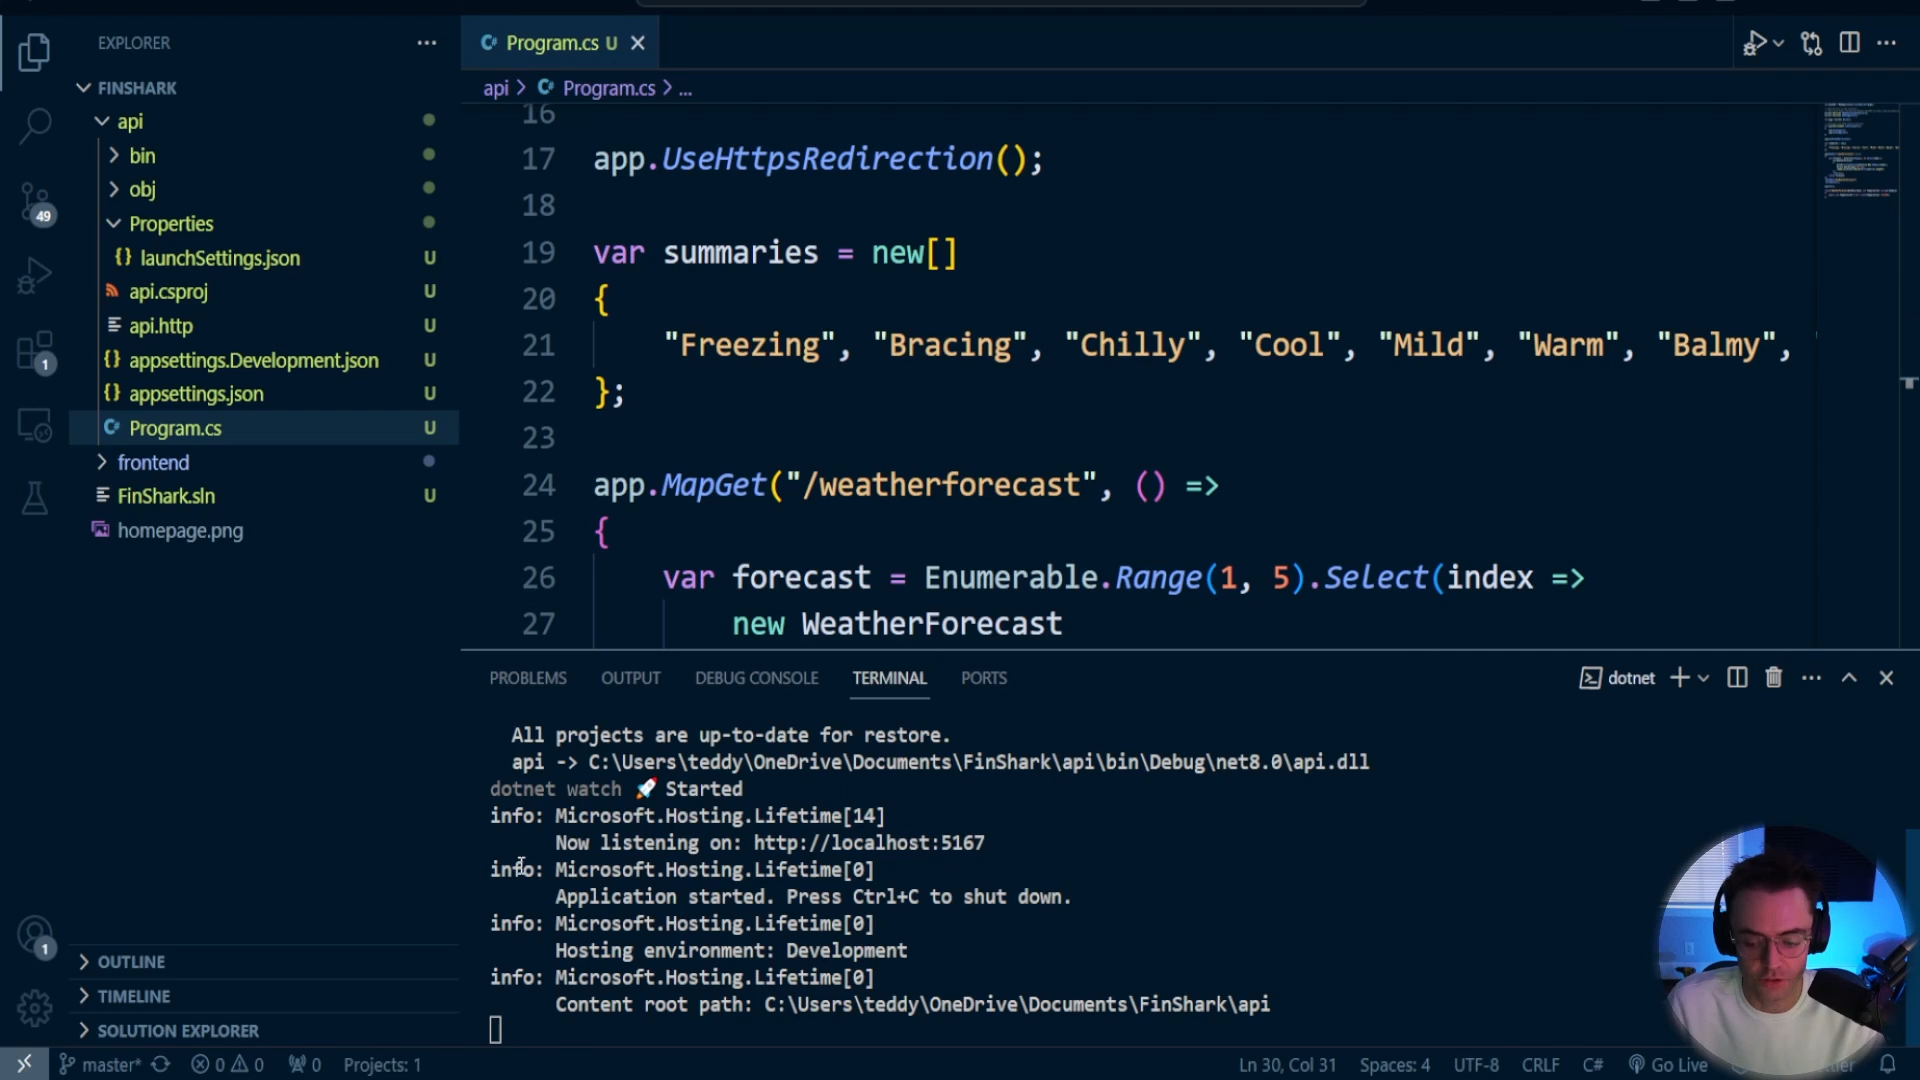 EXPLORER
FINSHARK
api
bin
obj
Properties
{} launchSettings.json U
api.csproj U
api.http U
{} appsettings.Development.json U
{} appsettings.json U
C# Program.cs U
frontend
FinShark.sln U
homepage.png
OUTLINE
TIMELINE
SOLUTION EXPLORER
49
1
1
C# Program.cs U
api > C# Program.cs > ...
16
17 app.UseHttpsRedirection();
18
19 var summaries = new[]
20 {
21 "Freezing", "Bracing", "Chilly", "Cool", "Mild", "Warm", "Balmy",
22 };
23
24 app.MapGet("/weatherforecast", () =>
25 {
26 var forecast = Enumerable.Range(1, 5).Select(index =>
27 new WeatherForecast
PROBLEMS OUTPUT DEBUG CONSOLE TERMINAL PORTS
dotnet
All projects are up-to-date for restore.
api -> C:\Users\teddy\OneDrive\Documents\FinShark\api\bin\Debug\net8.0\api.dll
dotnet watch 🚀 Started
info: Microsoft.Hosting.Lifetime[14]
Now listening on: http://localhost:5167
info: Microsoft.Hosting.Lifetime[0]
Application started. Press Ctrl+C to shut down.
info: Microsoft.Hosting.Lifetime[0]
Hosting environment: Development
info: Microsoft.Hosting.Lifetime[0]
Content root path: C:\Users\teddy\OneDrive\Documents\FinShark\api
master* 0 0 0 Projects: 1 Ln 30, Col 31 Spaces: 4 UTF-8 CRLF C# Go Live